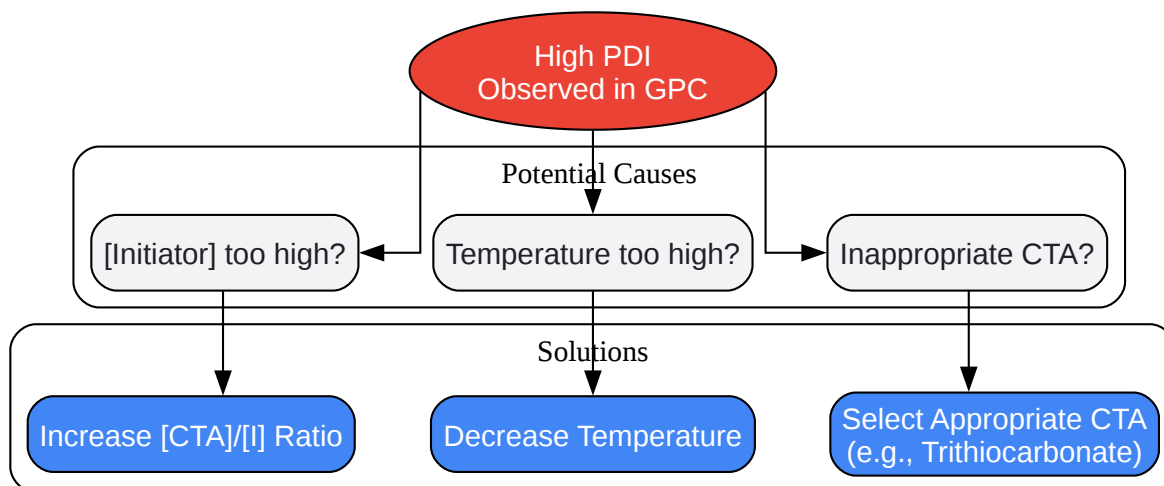 High PDI
Observed in GPC
Potential Causes
[Initiator] too high?
Temperature too high?
Inappropriate CTA?
Solutions
Increase [CTA]/[I] Ratio
Decrease Temperature
Select Appropriate CTA
(e.g., Trithiocarbonate)